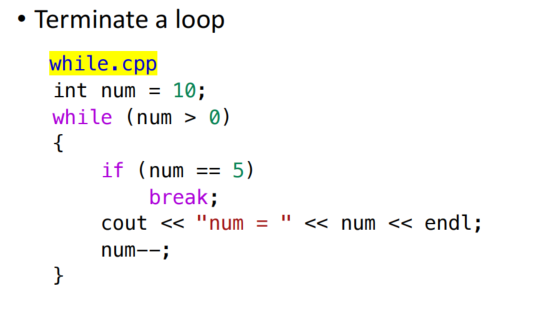 • Terminate a loop
while.cpp
int num = 10;
while (num > 0)
{
    if (num == 5)
        break;
    cout << "num = " << num << endl;
    num--;
}